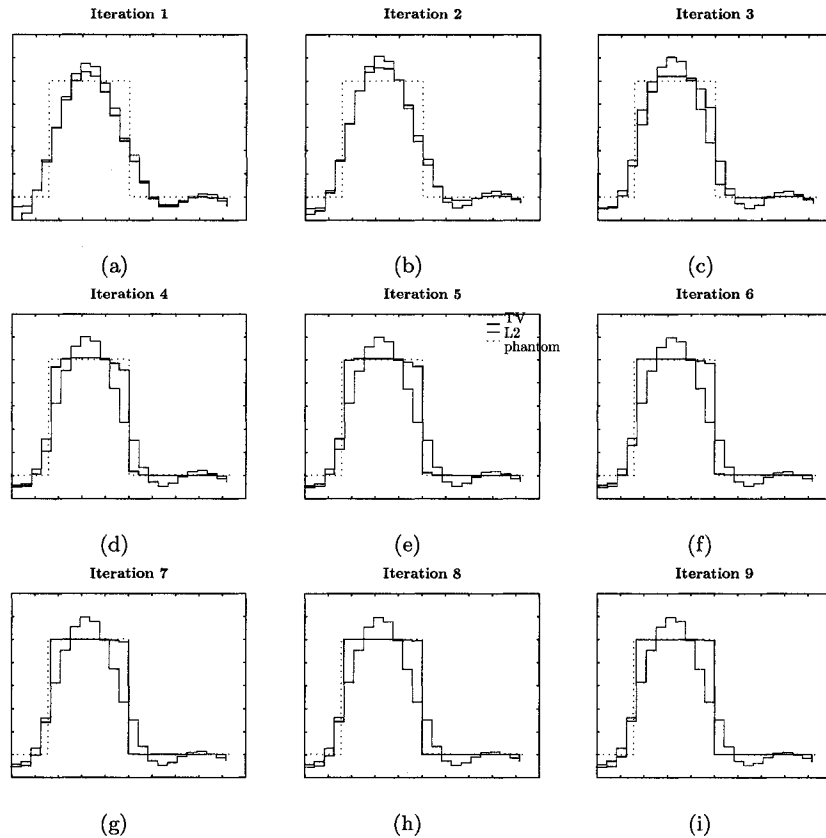 Iteration 1
Iteration 2
Iteration 3
(a)
(b)
(c)
Iteration 4
Iteration 5
Iteration 6
TV
L2
phantom
(d)
(e)
(f)
Iteration 7
Iteration 8
Iteration 9
(g)
(h)
(i)